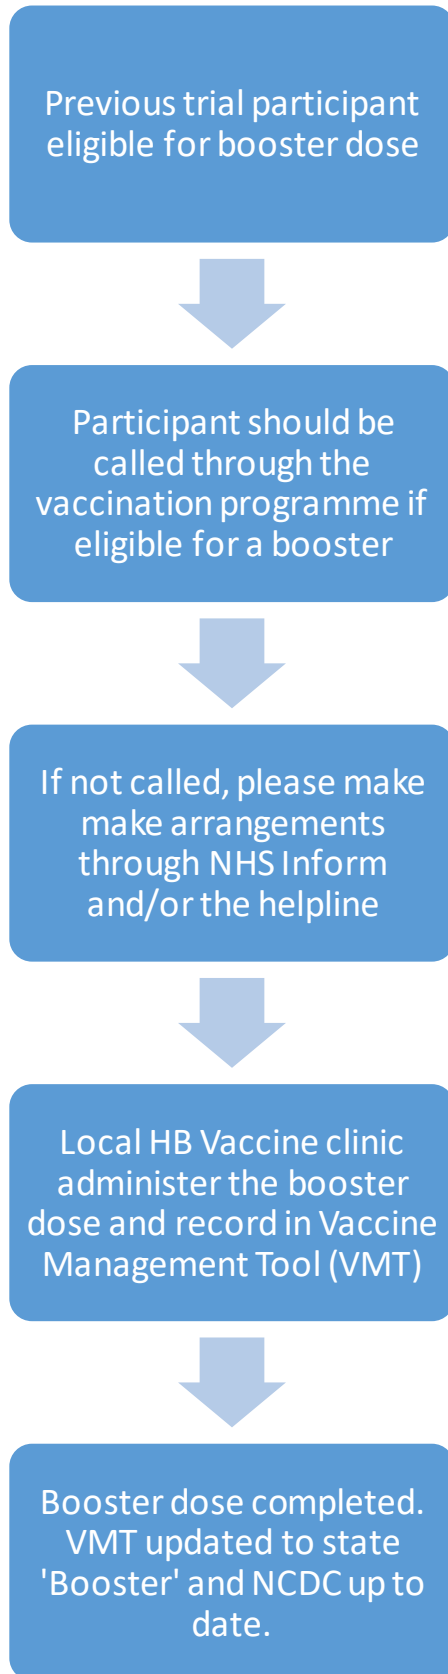 Previous trial participant
eligible for booster dose
Participant should be
called through the
vaccination programme if
eligible for a booster
If not called, please make
make arrangements
through NHS Inform
and/or the helpline
Local HB Vaccine clinic
administer the booster
dose and record in Vaccine
Management Tool (VMT)
Booster dose completed.
VMT updated to state
'Booster' and NCDC up to
date.